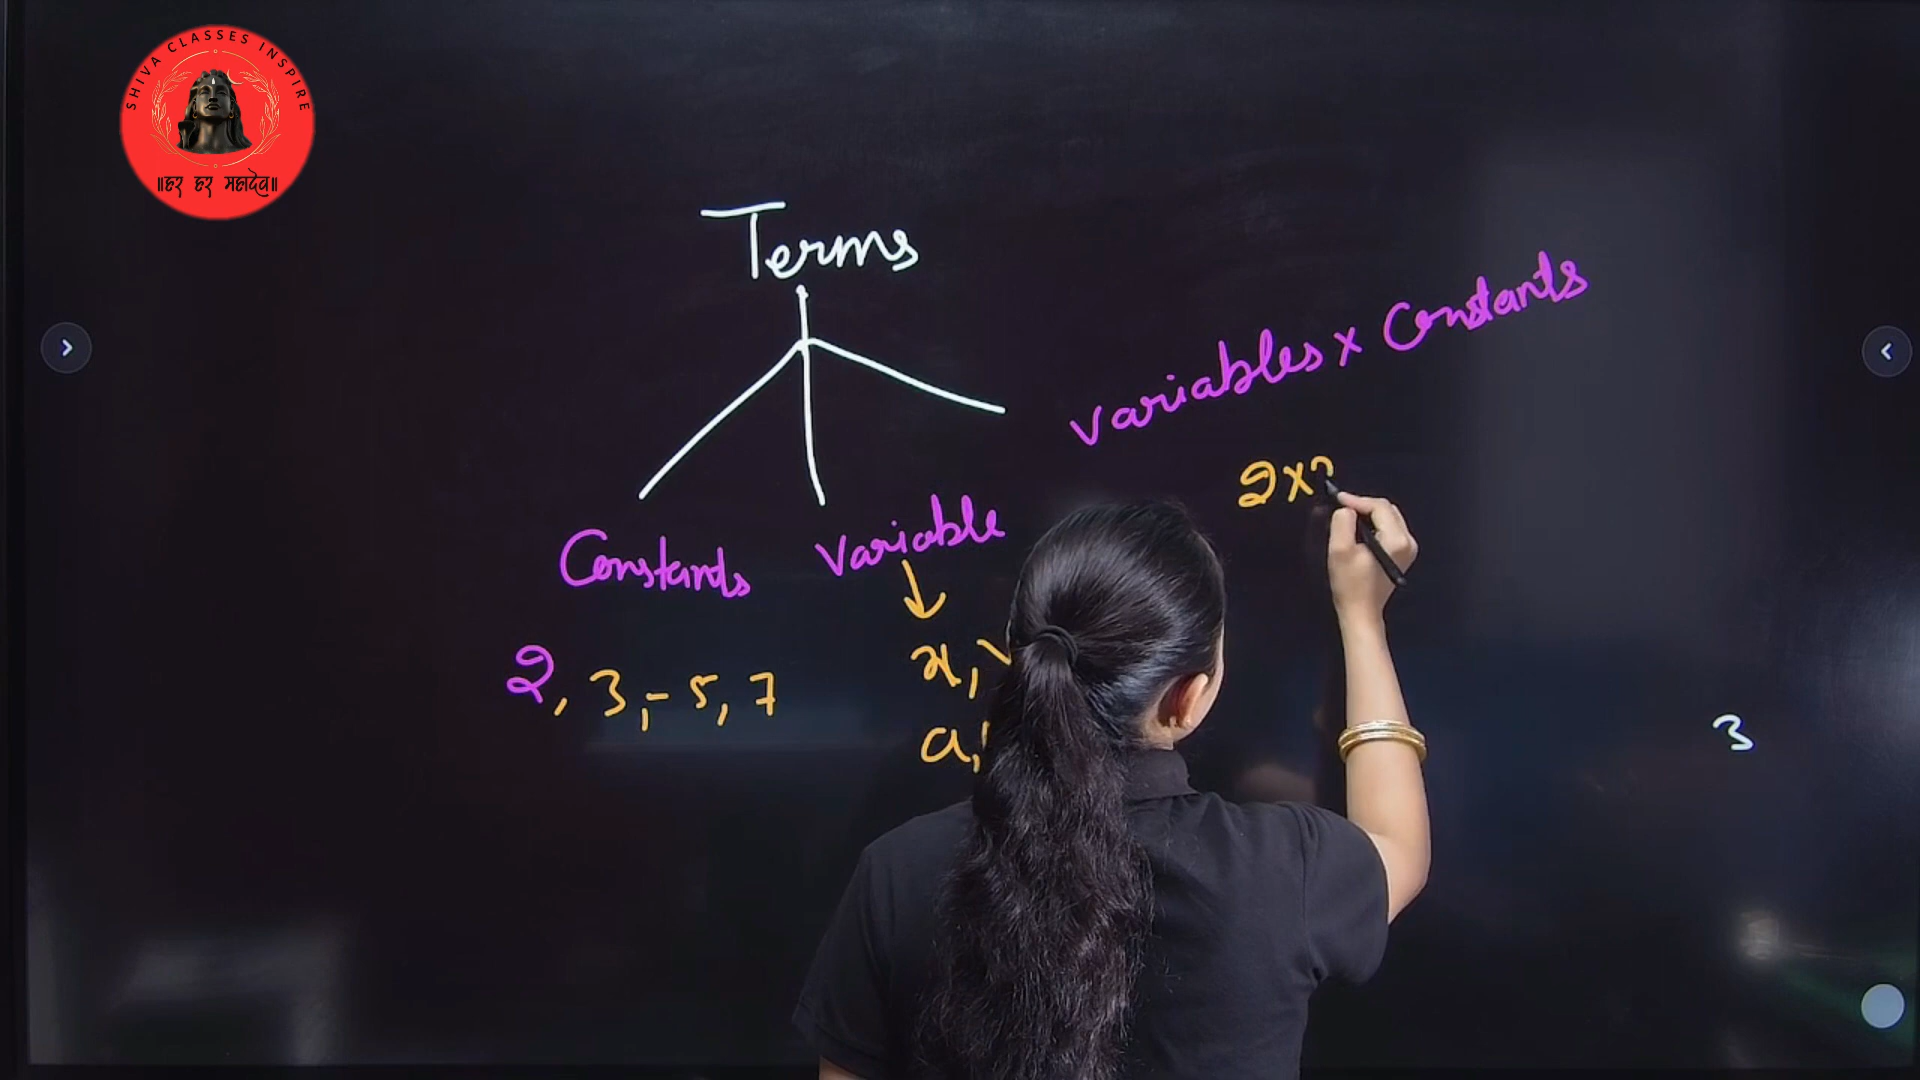 SHIVA CLASSES INSPIRE
॥हर हर महादेव॥
Terms
variables x Constants
2x
Constants
Variable
2, 3, -5, 7
x,
a,
3